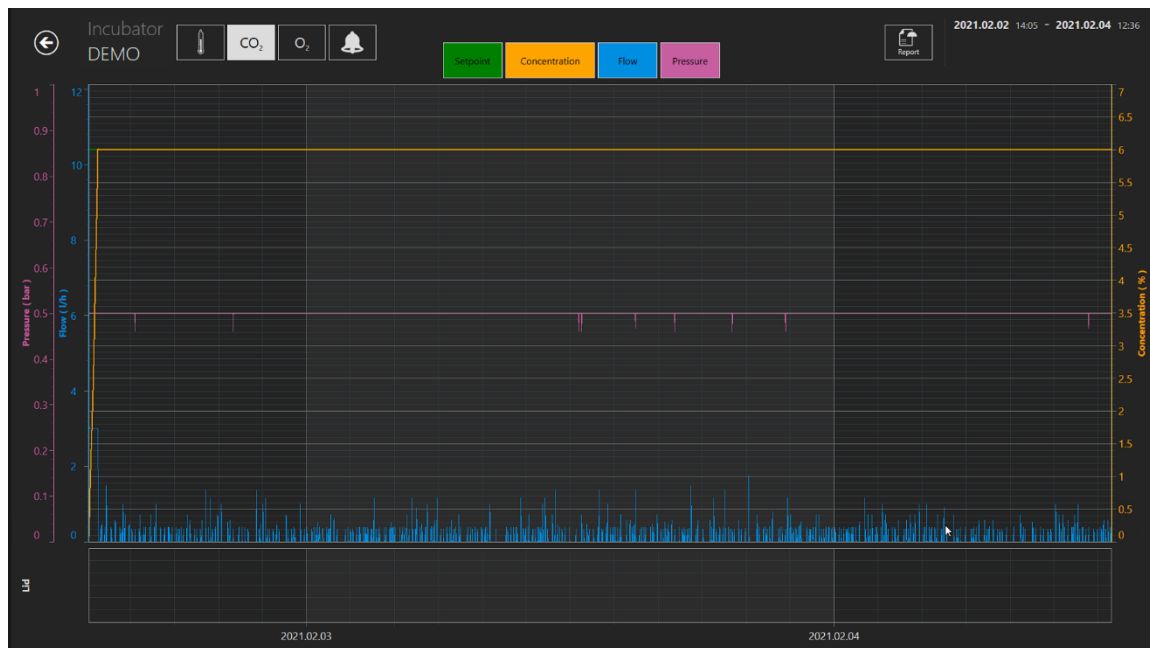 Incubator
DEMO
CO₂
O₂
Setpoint
Concentration
Flow
Pressure
Report
2021.02.02 14:05 - 2021.02.04 12:36
Pressure ( bar )
1
0.9
0.8
0.7
0.6
0.5
0.4
0.3
0.2
0.1
0
Flow ( l/h )
12
10
8
6
4
2
0
7
6.5
6
5.5
5
4.5
4
3.5
3
2.5
2
1.5
1
0.5
0
Concentration ( % )
Lid
2021.02.03
2021.02.04